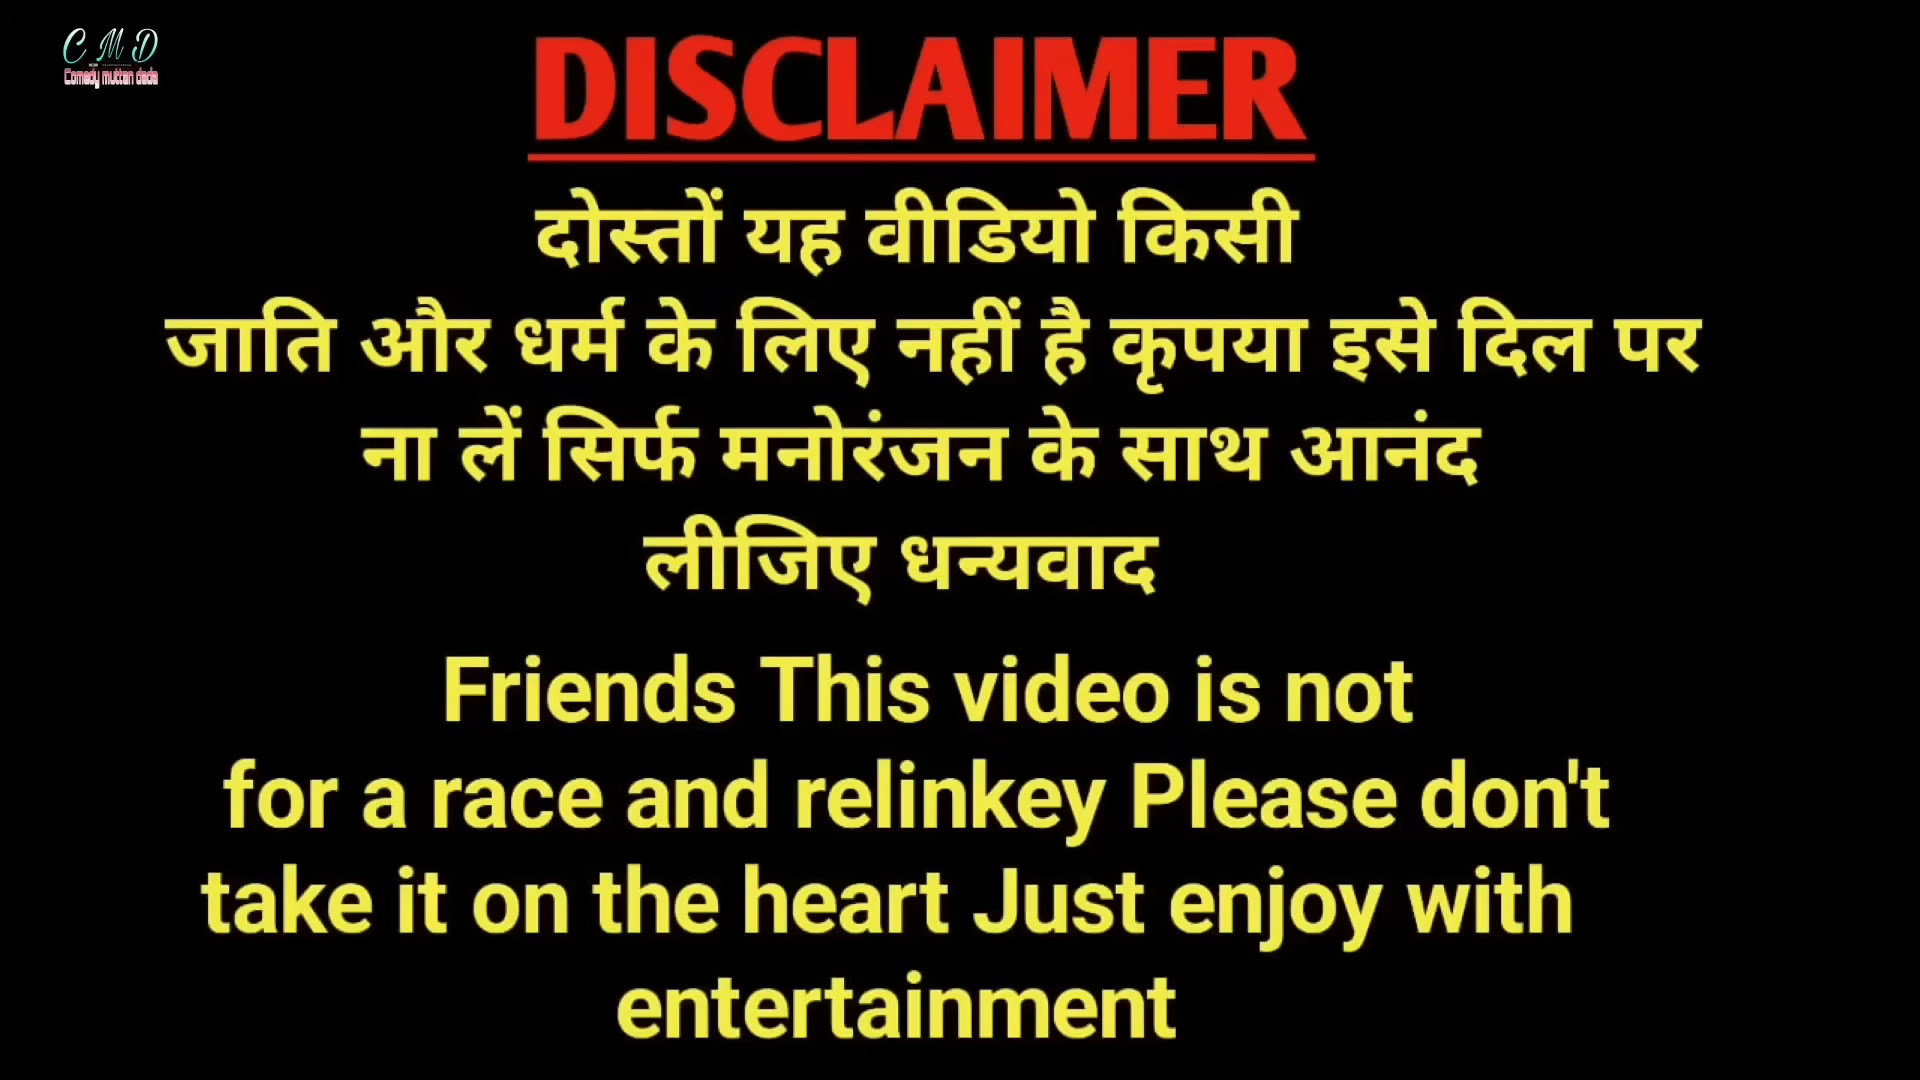 C M D
Comedy muttan dada
DISCLAIMER
दोस्तों यह वीडियो किसी
जाति और धर्म के लिए नहीं है कृपया इसे दिल पर
ना लें सिर्फ मनोरंजन के साथ आनंद
लीजिए धन्यवाद
Friends This video is not
for a race and relinkey Please don't
take it on the heart Just enjoy with
entertainment